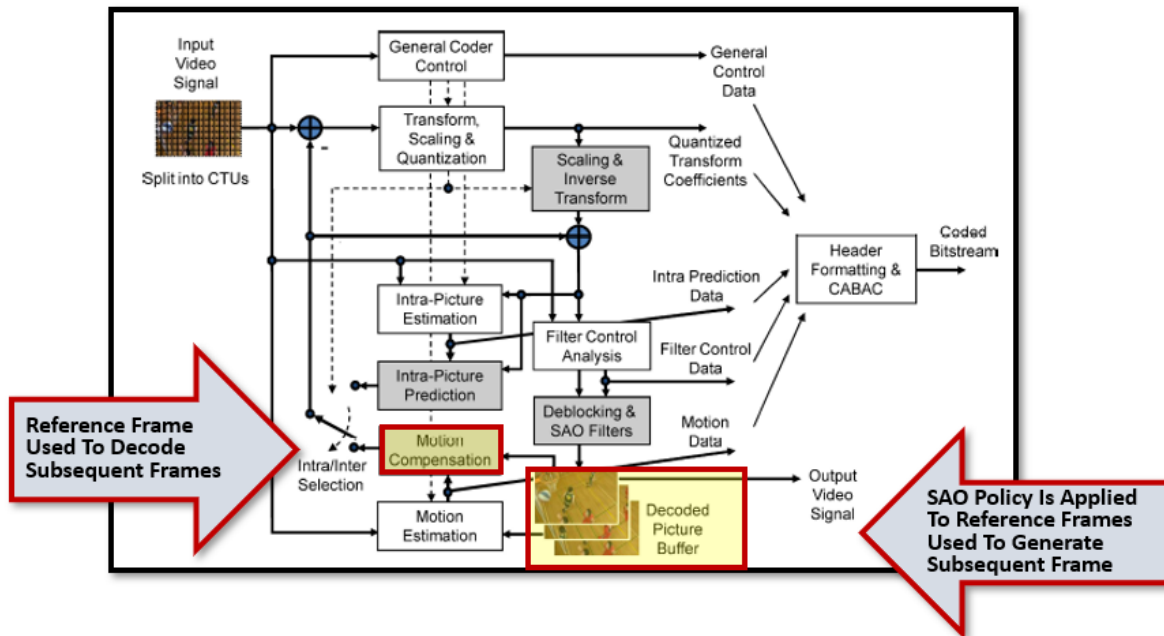 Input
Video
Signal
Split into CTUs
General Coder
Control
General
Control
Data
Transform,
Scaling &
Quantization
-
Quantized
Transform
Coefficients
Scaling &
Inverse
Transform
Header
Formatting &
CABAC
Coded
Bitstream
Intra Prediction
Data
Intra-Picture
Estimation
Filter Control
Analysis
Filter Control
Data
Intra-Picture
Prediction
Deblocking &
SAO Filters
Motion
Data
Reference Frame
Used To Decode
Subsequent Frames
Motion
Compensation
Intra/Inter
Selection
Output
Video
Signal
Motion
Estimation
Decoded
Picture
Buffer
SAO Policy Is Applied
To Reference Frames
Used To Generate
Subsequent Frame